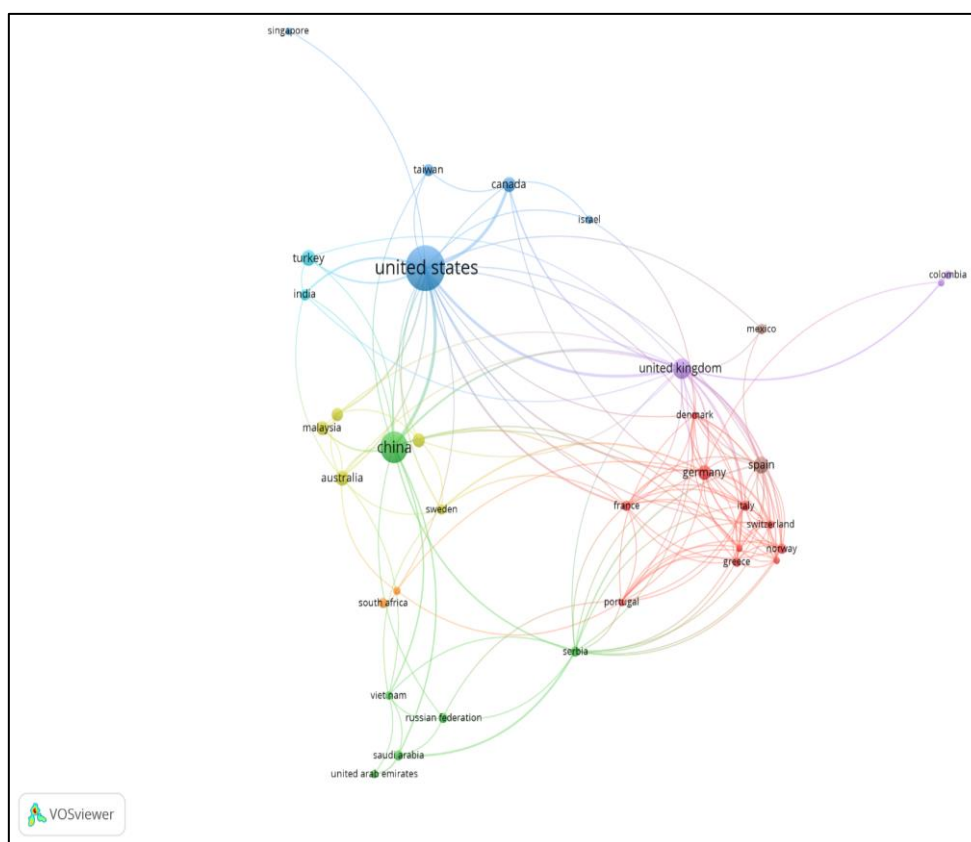 singapore
taiwan
canada
israel
united states
turkey
colombia
india
mexico
united kingdom
denmark
malaysia
china
spain
germany
australia
italy
france
sweden
switzerland
norway
greece
south africa
portugal
serbia
vietnam
russian federation
saudi arabia
united arab emirates
VOSviewer